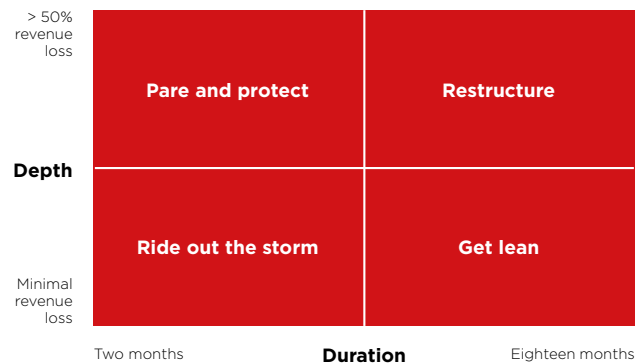 > 50%
revenue
loss
Pare and protect
Restructure
Depth
Ride out the storm
Get lean
Minimal
revenue
loss
Two months
Duration
Eighteen months